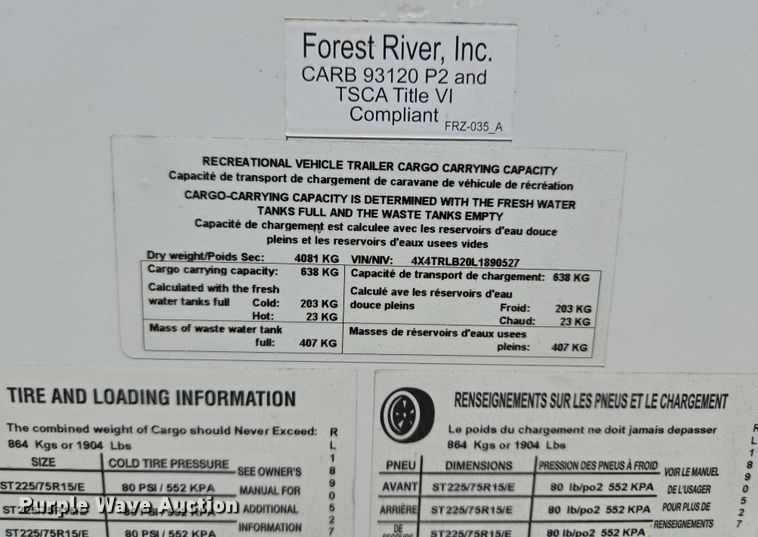 Forest River, Inc.
CARB 93120 P2 and
TSCA Title VI
Compliant
FRZ-035_A
RECREATIONAL VEHICLE TRAILER CARGO CARRYING CAPACITY
Capacité de transport de chargement de caravane de véhicule de récréation
CARGO-CARRYING CAPACITY IS DETERMINED WITH THE FRESH WATER
TANKS FULL AND THE WASTE TANKS EMPTY
Capacité de chargement est calculee avec les reservoirs d'eau douce
pleins et les reservoirs d'eaux usees vides
Dry weight/Poids Sec: 4081 KG VIN/NIV: 4X4TRLB20L1890527
Cargo carrying capacity: 638 KG
Calculated with the fresh
water tanks full Cold: 203 KG
Hot: 23 KG
Mass of waste water tank
full: 407 KG
Capacité de transport de chargement: 638 KG
Calculé ave les réservoirs d'eau
douce pleins Froid: 203 KG
Chaud: 23 KG
Masses de réservoirs d'eaux usees
pleins: 407 KG
TIRE AND LOADING INFORMATION
The combined weight of Cargo should Never Exceed:
864 Kgs or 1904 Lbs
SIZE COLD TIRE PRESSURE
ST225/75R15/E 80 PSI / 552 KPA
ST225/75R15/E 80 PSI / 552 KPA
ST225/75R15/E 80 PSI / 552 KPA
SEE OWNER'S
MANUAL FOR
ADDITIONAL
INFORMATION
RL1890527
RENSEIGNEMENTS SUR LES PNEUS ET LE CHARGEMENT
Le poids du chargement ne doit jamais depasser
864 Kgs or 1904 Lbs
PNEU DIMENSIONS PRESSION DES PNEUS À FROID
AVANT ST225/75R15/E 80 lb/po2 552 KPA
ARRIÈRE ST225/75R15/E 80 lb/po2 552 KPA
DE
ST225/75R15/E 80 lb/po2 552 KPA
VOIR LE MANUEL
DE L'USAGER
POUR PLUS DE
RENSEIGNEMENTS
RL1890527
Purple Wave Auction